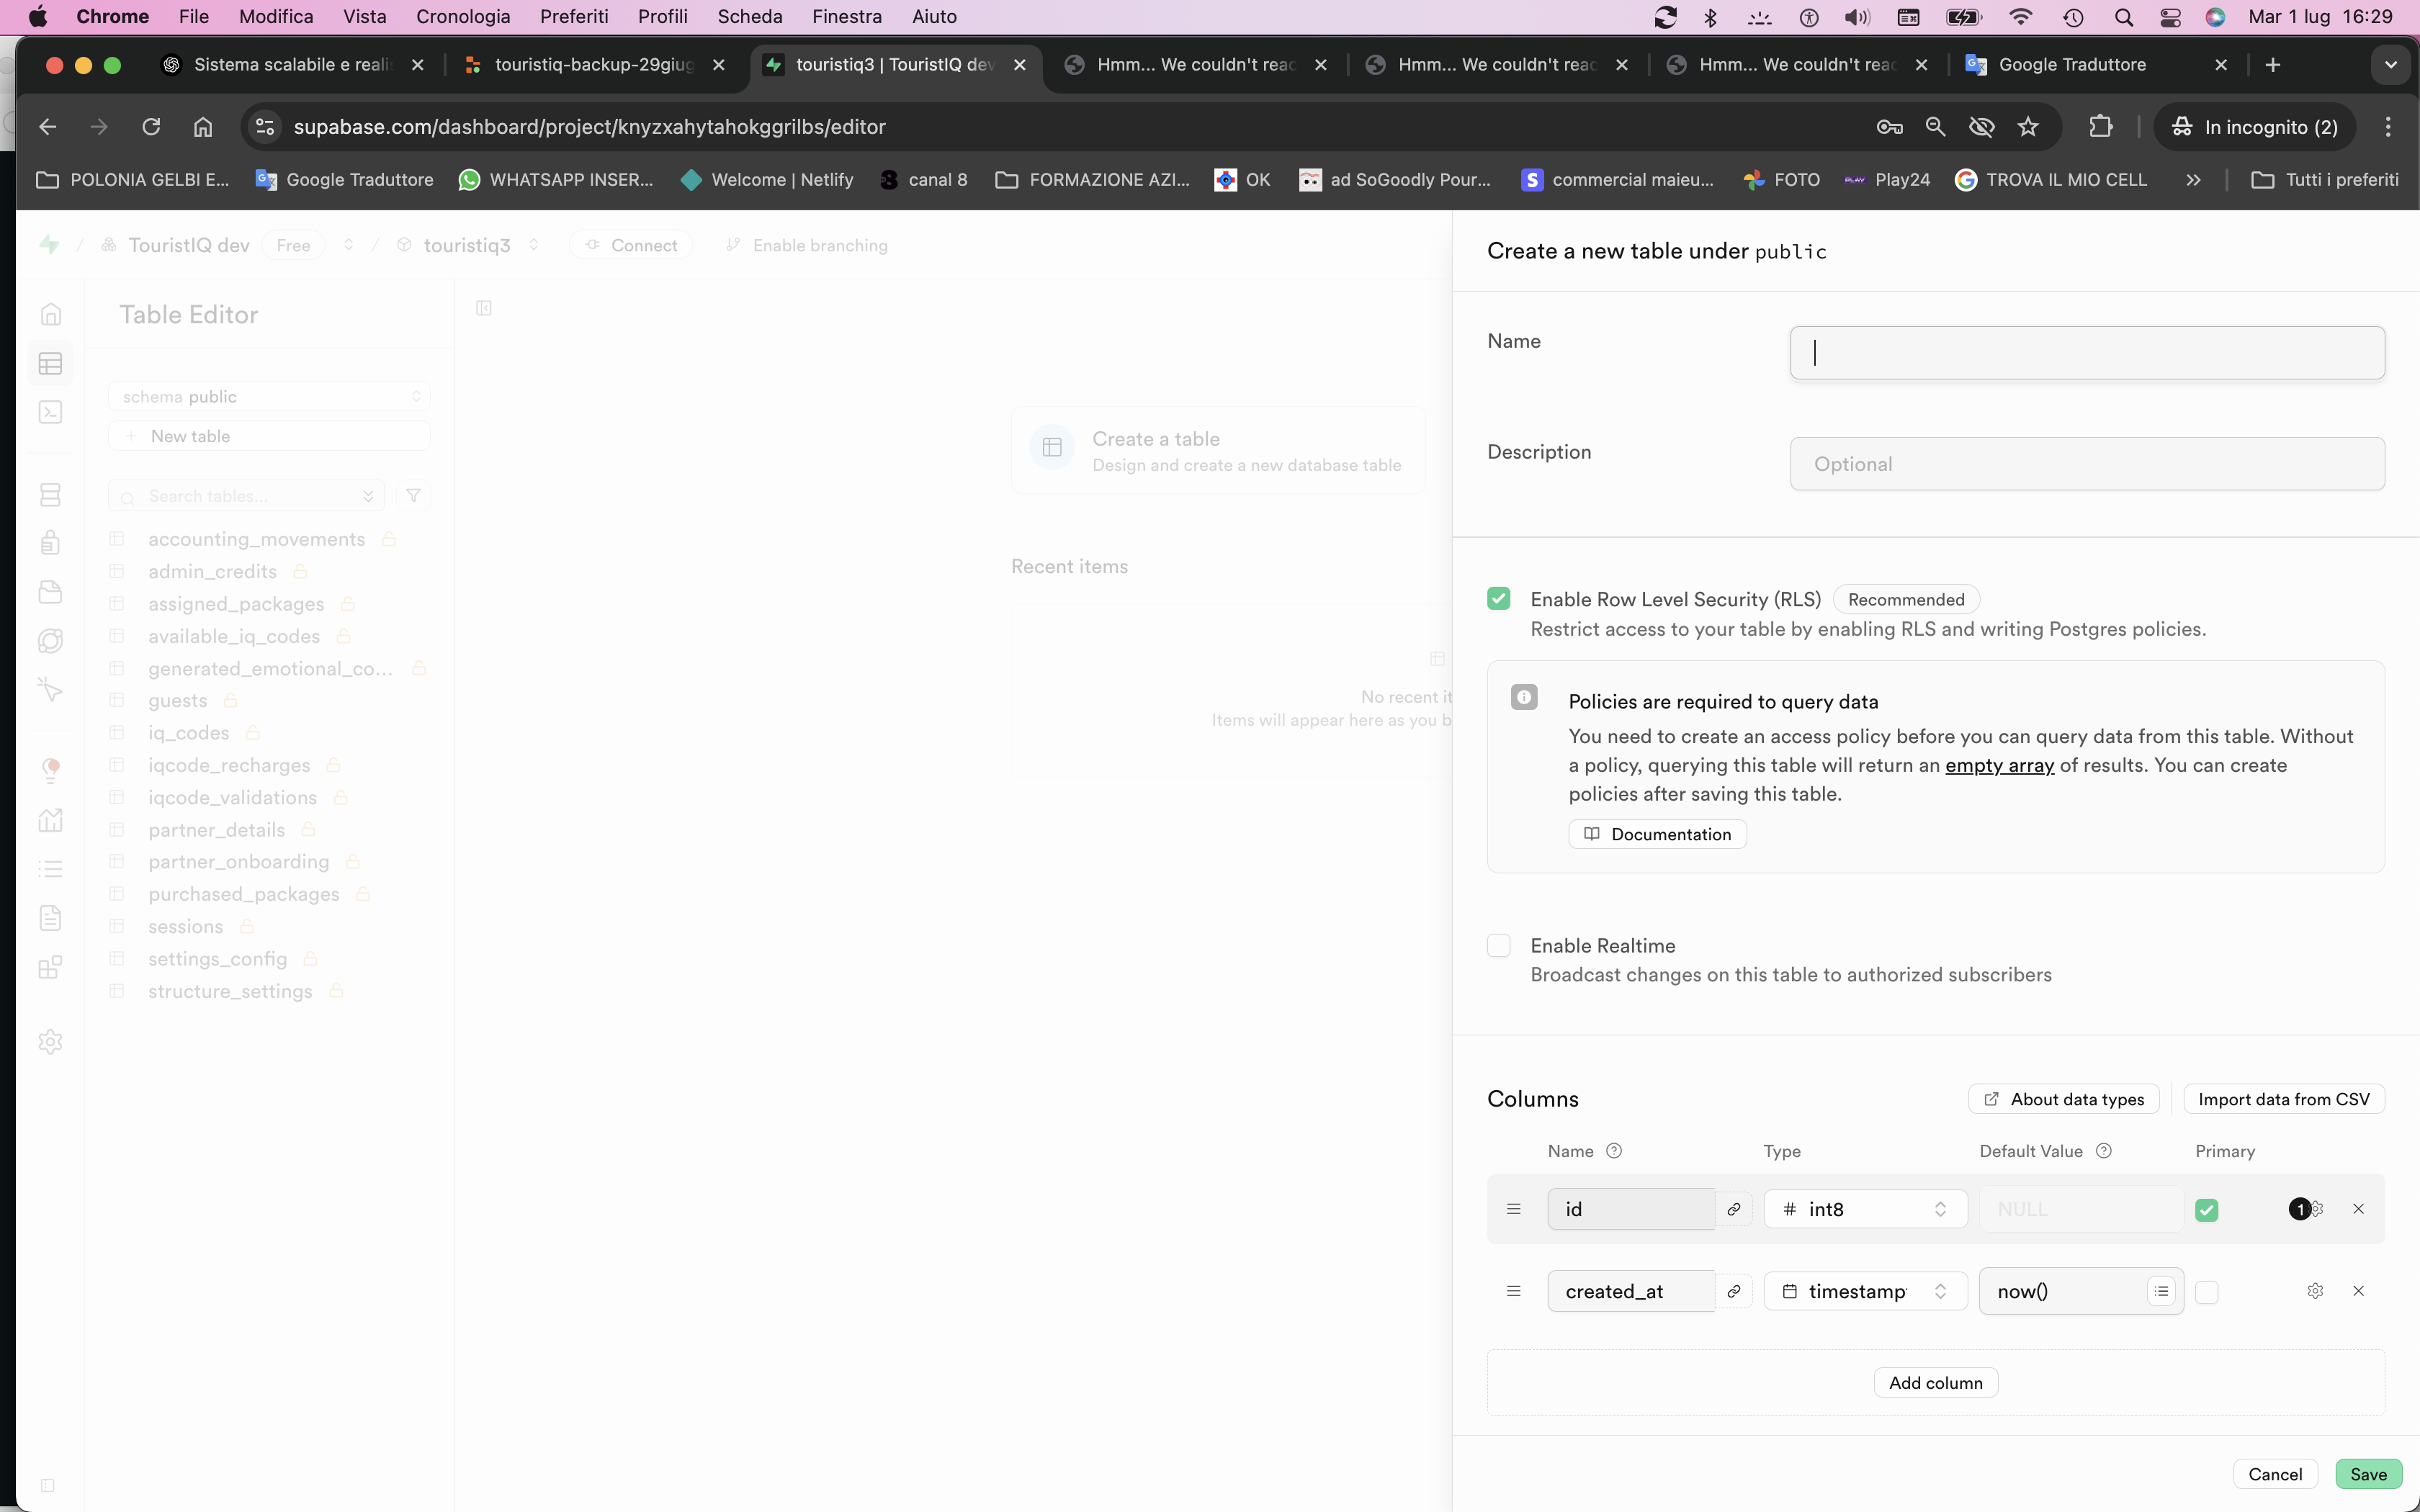 Chrome File Modifica Vista Cronologia Preferiti Profili Scheda Finestra Aiuto Mar 1 lug 16:29
Sistema scalabile e reali touristiq-backup-29giug touristiq3 | TouristIQ dev Hmm... We couldn't reac Hmm... We couldn't reac Hmm... We couldn't reac Google Traduttore
supabase.com/dashboard/project/knyzxahytahokggrilbs/editor In incognito (2)
POLONIA GELBI E... Google Traduttore WHATSAPP INSER... Welcome | Netlify canal 8 FORMAZIONE AZI... OK ad SoGoodly Pour... commercial maieu... FOTO Play24 TROVA IL MIO CELL Tutti i preferiti
/ TouristIQ dev Free / touristiq3 Connect Enable branching
Table Editor
schema public
New table
Search tables...
accounting_movements
admin_credits
assigned_packages
available_iq_codes
generated_emotional_co...
guests
iq_codes
iqcode_recharges
iqcode_validations
partner_details
partner_onboarding
purchased_packages
sessions
settings_config
structure_settings
Create a table
Design and create a new database table
Recent items
No recent it
Items will appear here as you b
Create a new table under public
Name
Description Optional
Enable Row Level Security (RLS) Recommended
Restrict access to your table by enabling RLS and writing Postgres policies.
Policies are required to query data
You need to create an access policy before you can query data from this table. Without
a policy, querying this table will return an empty array of results. You can create
policies after saving this table.
Documentation
Enable Realtime
Broadcast changes on this table to authorized subscribers
Columns About data types Import data from CSV
Name Type Default Value Primary
id # int8 NULL 1
created_at timestamp now()
Add column
Cancel Save